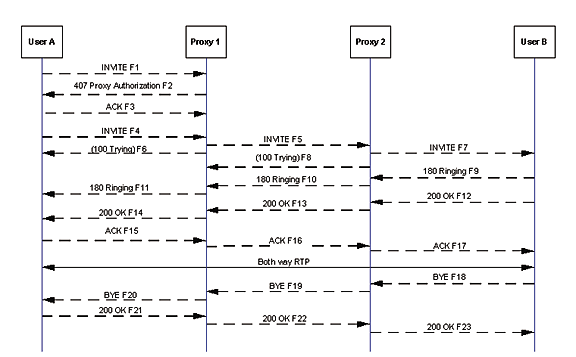 User A
Proxy 1
Proxy 2
User B
INVITE F1
407 Proxy Authorization F2
ACK F3
INVITE F4
INVITE F5
(100 Trying) F6
INVITE F7
(100 Trying) F8
180 Ringing F9
180 Ringing F10
180 Ringing F11
200 OK F12
200 OK F13
200 OK F14
ACK F15
ACK F16
ACK F17
Both way RTP
BYE F18
BYE F19
BYE F20
200 OK F21
200 OK F22
200 OK F23